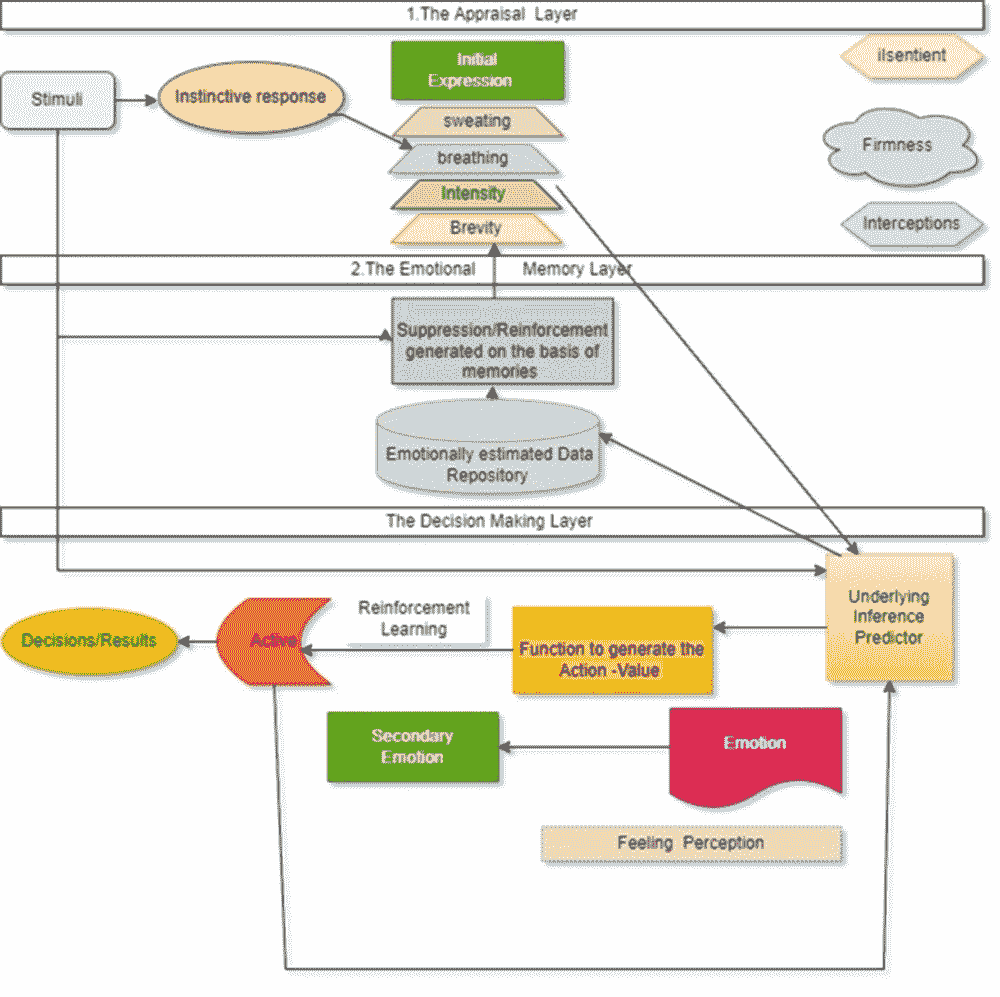 1.The Appraisal Layer
Initial
Expression
iIsentient
Stimuli
Instinctive response
sweating
breathing
Firmness
Intensity
Brevity
Interceptions
2.The Emotional Memory Layer
Suppression/Reinforcement
generated on the basis of
memories
Emotionally estimated Data
Repository
The Decision Making Layer
Underlying
Inference
Predictor
Reinforcement
Learning
Decisions/Results
Function to generate the
Action -Value
Secondary
Emotion
Emotion
Feeling Perception